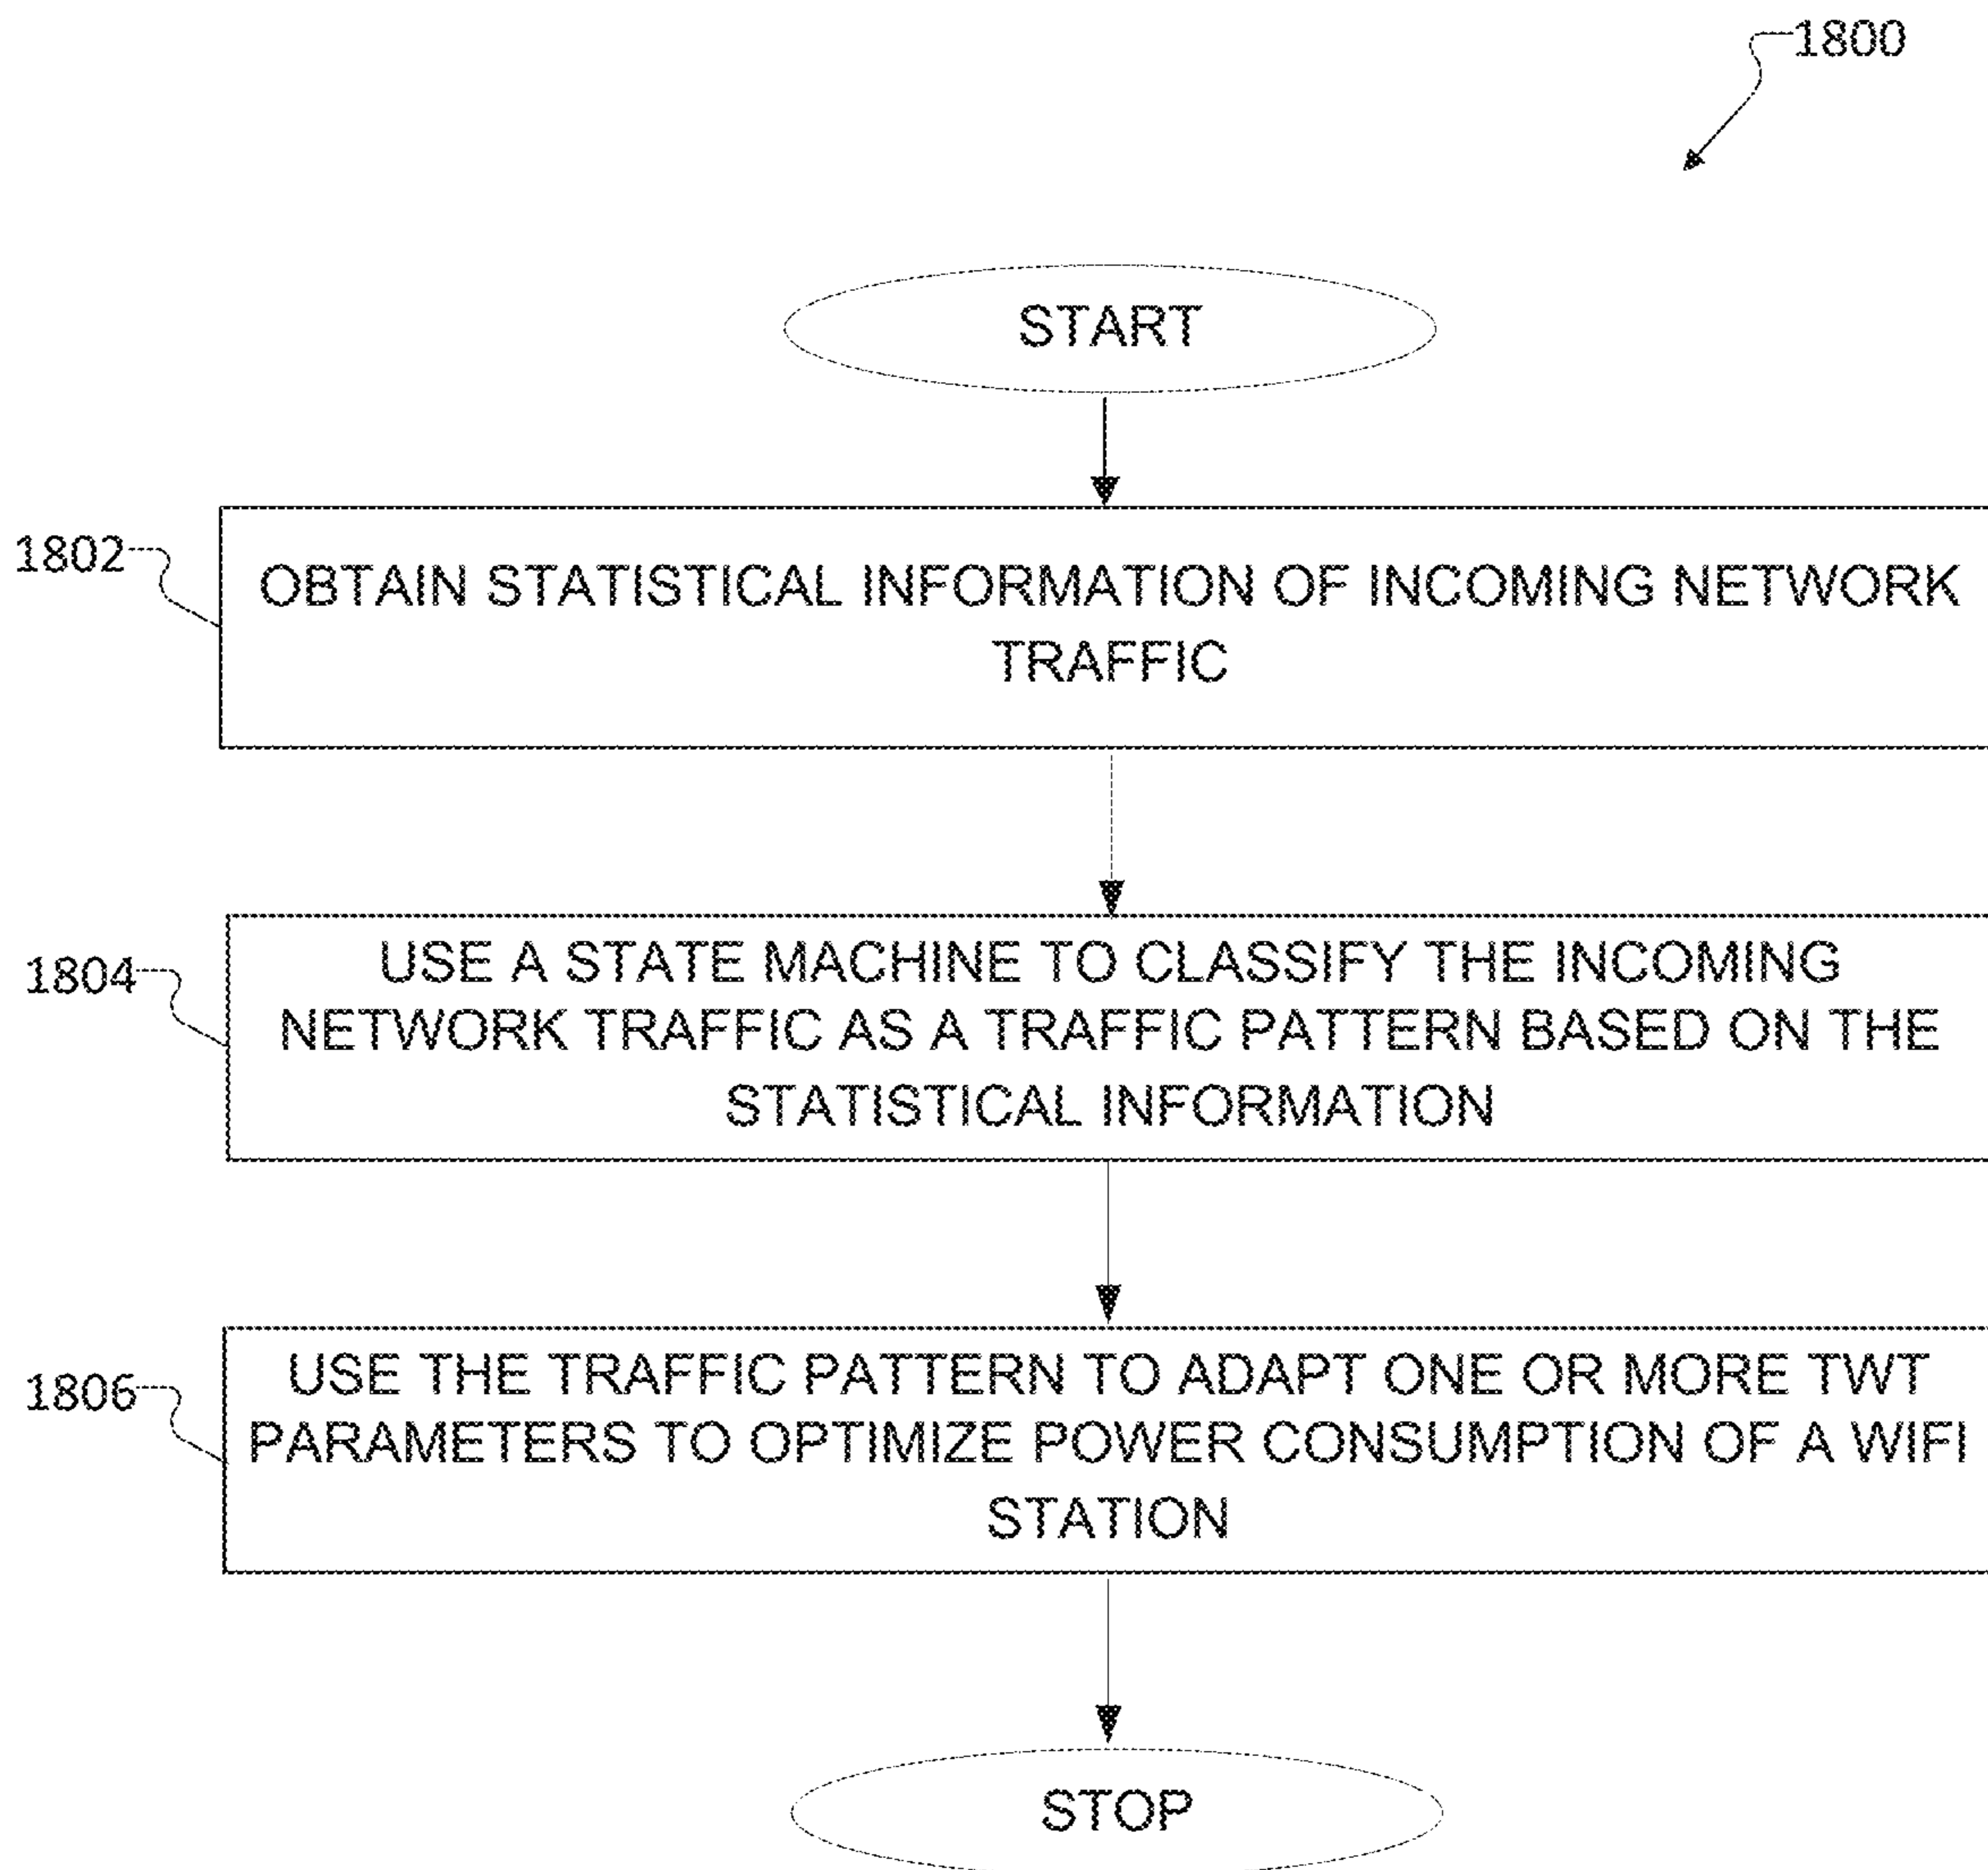 1800
START
1802
OBTAIN STATISTICAL INFORMATION OF INCOMING NETWORK
TRAFFIC
1804
USE A STATE MACHINE TO CLASSIFY THE INCOMING
NETWORK TRAFFIC AS A TRAFFIC PATTERN BASED ON THE
STATISTICAL INFORMATION
1806
USE THE TRAFFIC PATTERN TO ADAPT ONE OR MORE TWT
PARAMETERS TO OPTIMIZE POWER CONSUMPTION OF A WIFI
STATION
STOP